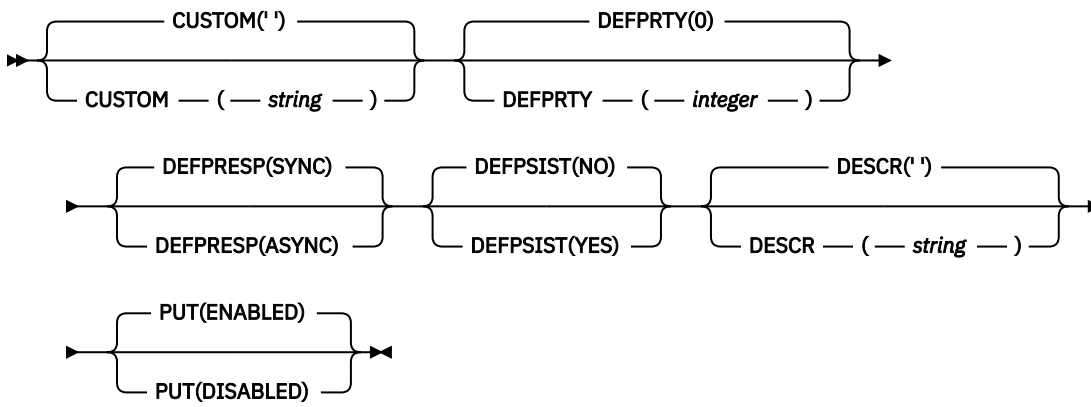 CUSTOM(' ') DEFPRTY(0)
CUSTOM ( string ) DEFPRTY ( integer )
DEFPRESP(SYNC) DEFPSIST(NO) DESCR(' ')
DEFPRESP(ASYNC) DEFPSIST(YES) DESCR ( string )
PUT(ENABLED)
PUT(DISABLED)